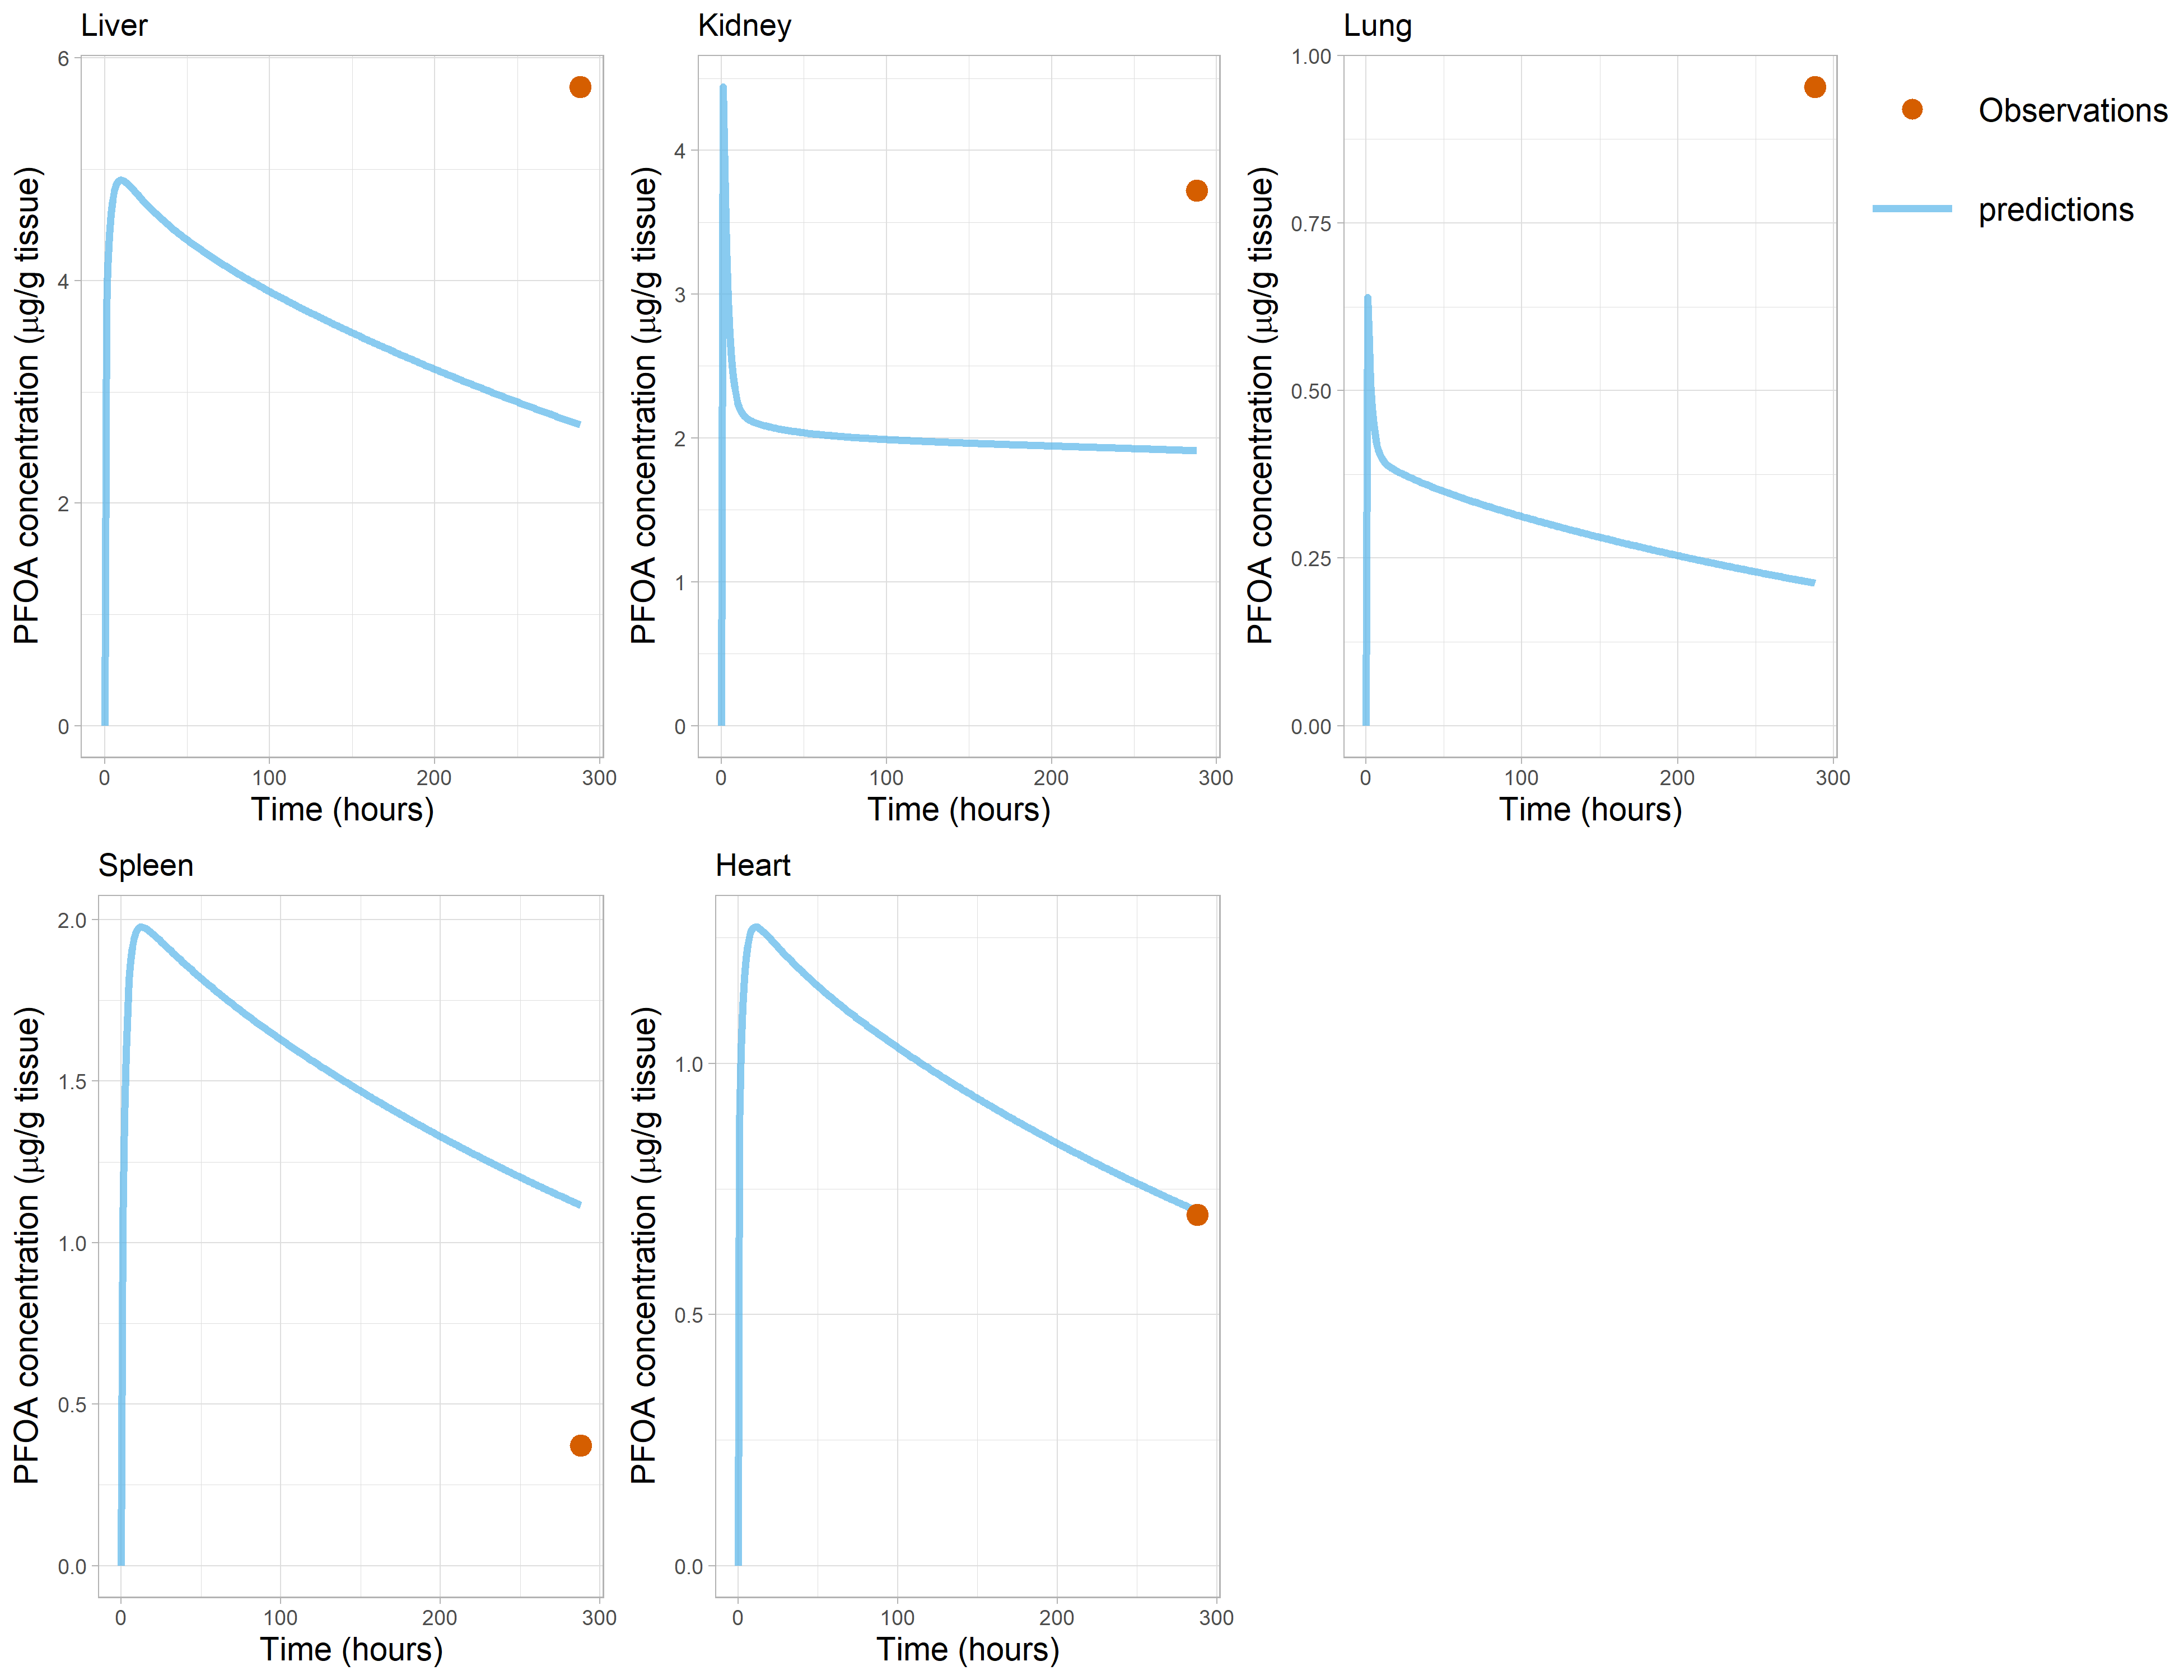 Liver
6
4
2
0
PFOA concentration (μg/g tissue)
0 100 200 300
Time (hours)
Kidney
4
3
2
1
0
PFOA concentration (μg/g tissue)
0 100 200 300
Time (hours)
Lung
1.00
0.75
0.50
0.25
0.00
PFOA concentration (μg/g tissue)
0 100 200 300
Time (hours)
Observations
predictions
Spleen
2.0
1.5
1.0
0.5
0.0
PFOA concentration (μg/g tissue)
0 100 200 300
Time (hours)
Heart
1.0
0.5
0.0
PFOA concentration (μg/g tissue)
0 100 200 300
Time (hours)